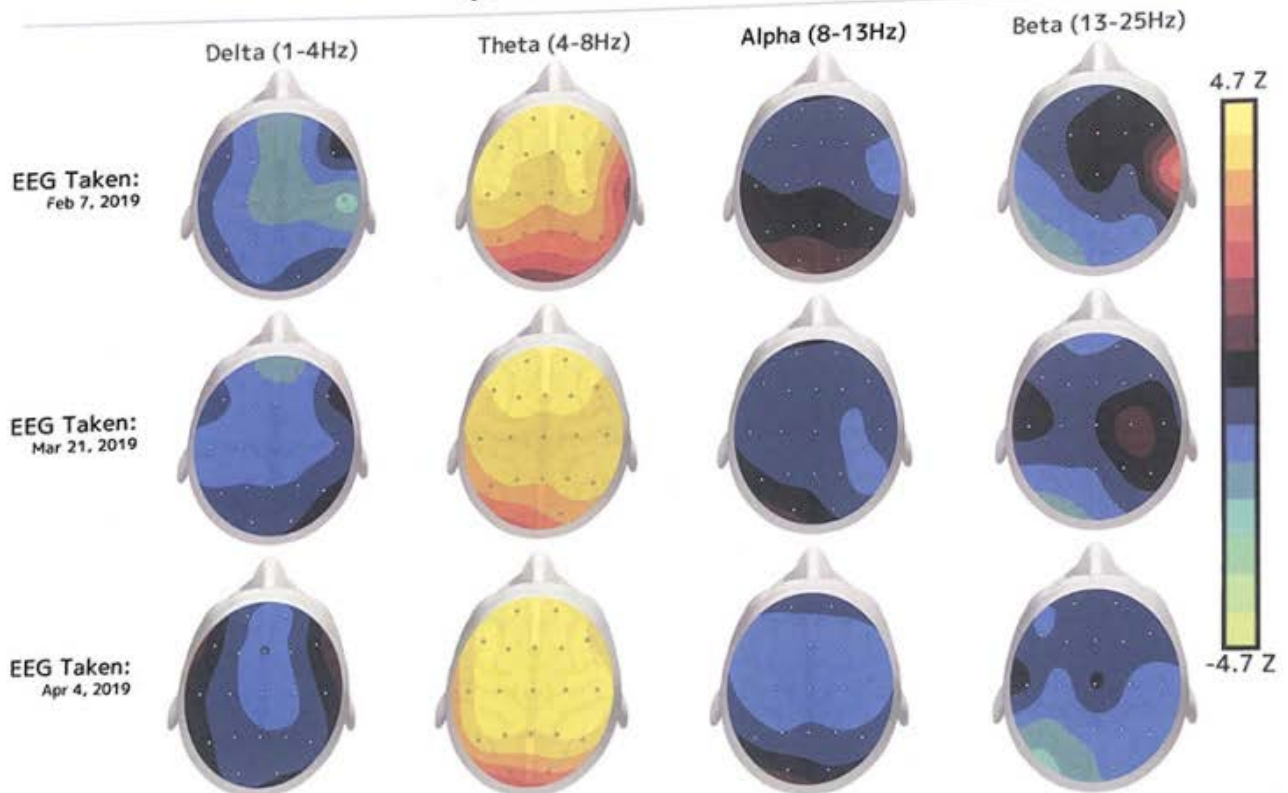 Delta (1-4Hz)
Theta (4-8Hz)
Alpha (8-13Hz)
Beta (13-25Hz)
4.7 Z
EEG Taken:
Feb 7, 2019
EEG Taken:
Mar 21, 2019
EEG Taken:
Apr 4, 2019
-4.7 Z